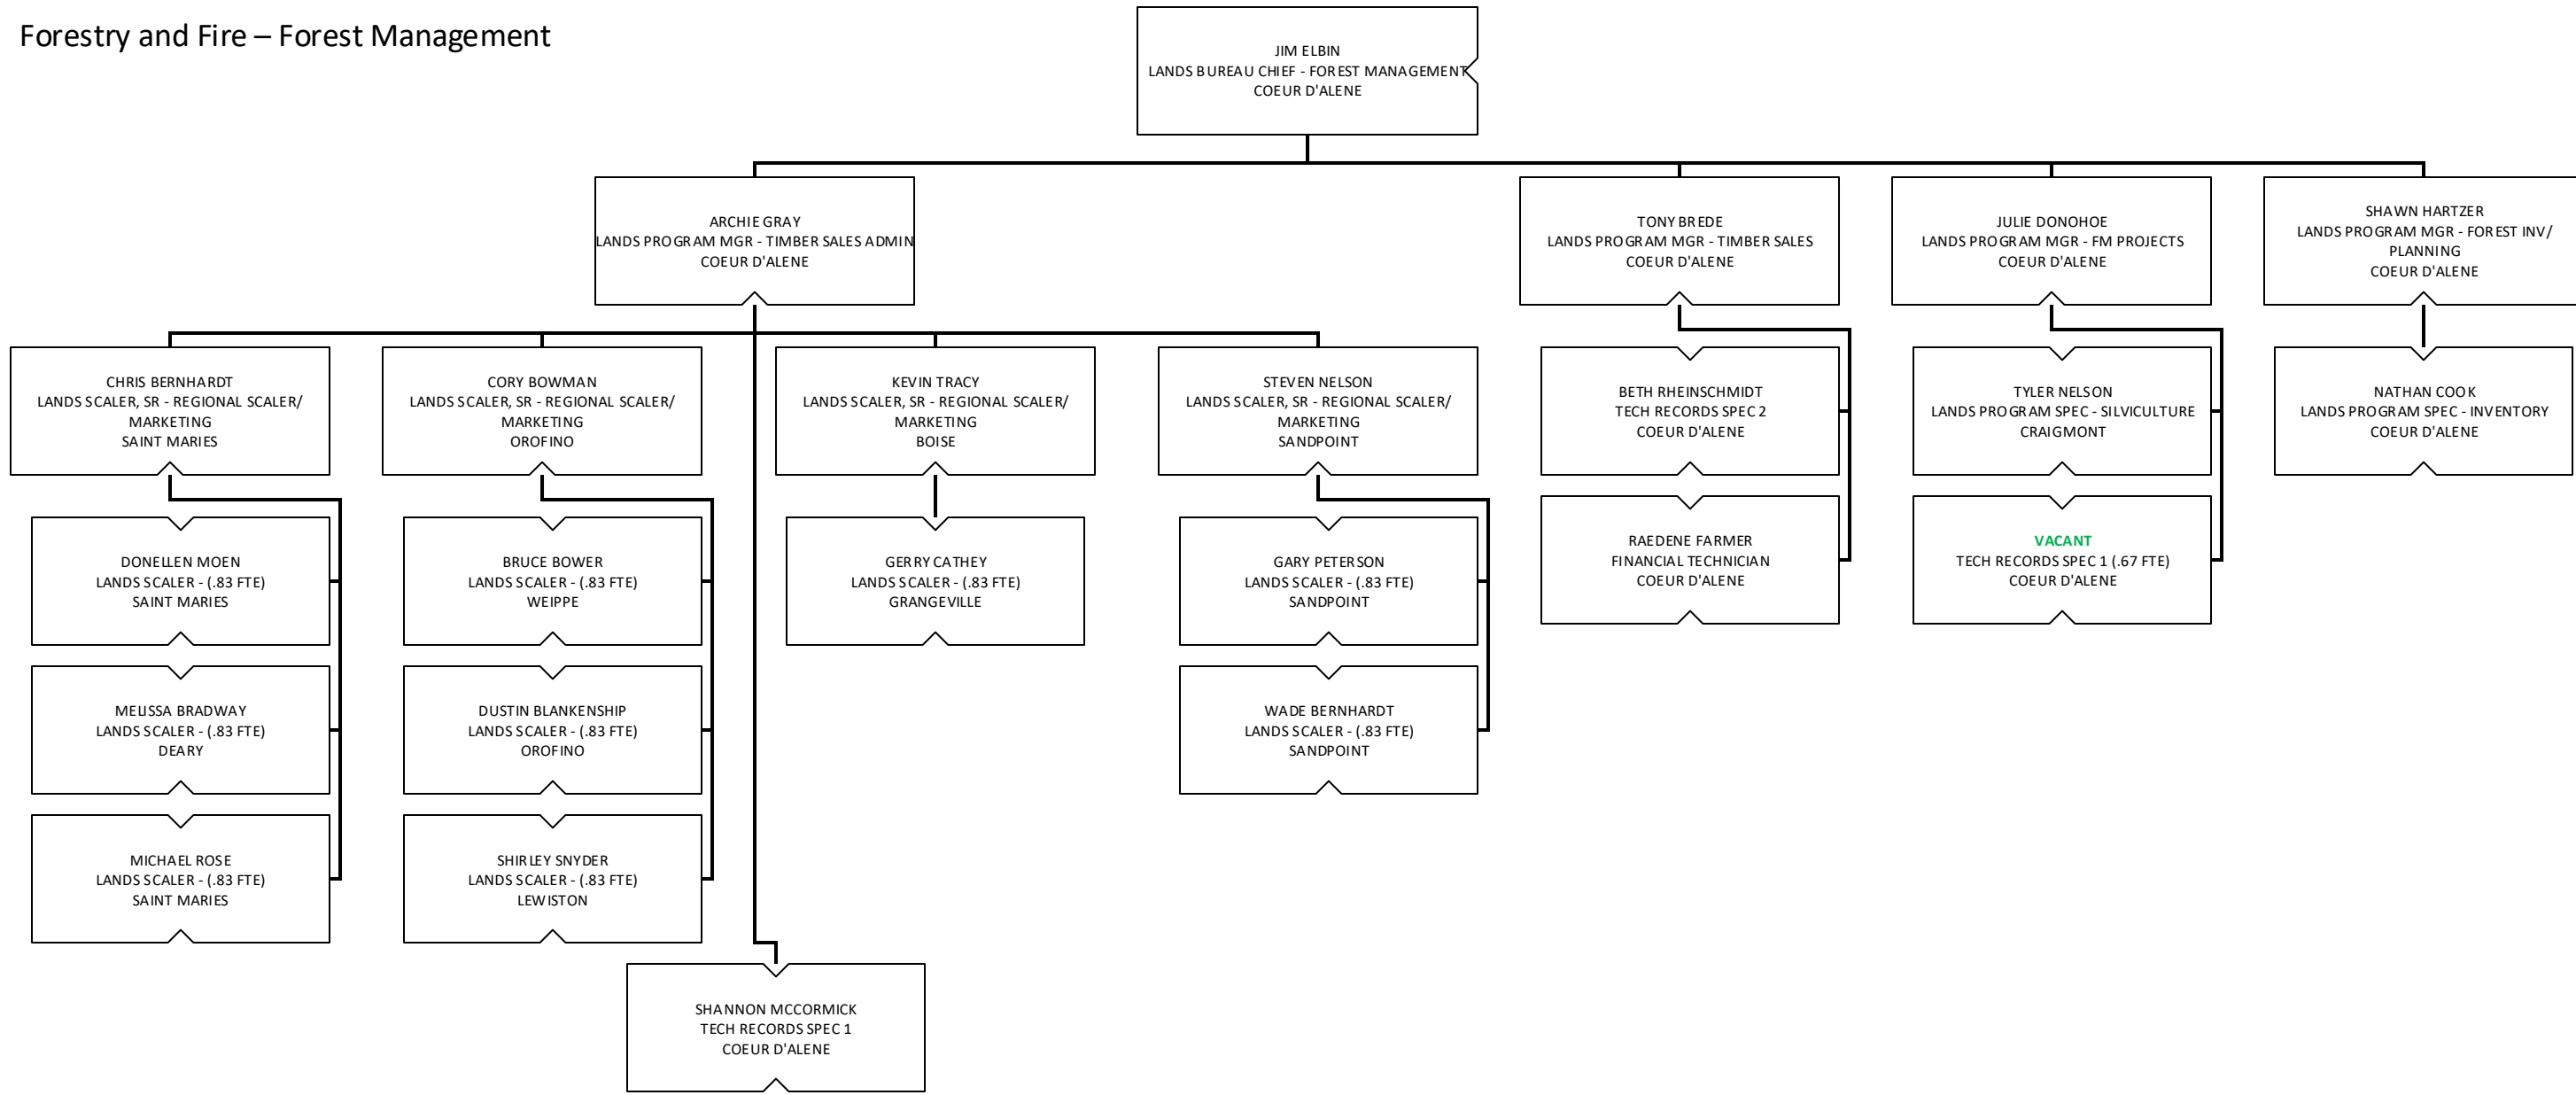 Forestry and Fire – Forest Management
JIM ELBIN
LANDS BUREAU CHIEF - FOREST MANAGEMENT
COEUR D'ALENE
ARCHIE GRAY
LANDS PROGRAM MGR - TIMBER SALES ADMIN
COEUR D'ALENE
TONY BREDE
LANDS PROGRAM MGR - TIMBER SALES
COEUR D'ALENE
JULIE DONOHOE
LANDS PROGRAM MGR - FM PROJECTS
COEUR D'ALENE
SHAWN HARTZER
LANDS PROGRAM MGR - FOREST INV/
PLANNING
COEUR D'ALENE
CHRIS BERNHARDT
LANDS SCALER, SR - REGIONAL SCALER/
MARKETING
SAINT MARIES
CORY BOWMAN
LANDS SCALER, SR - REGIONAL SCALER/
MARKETING
OROFINO
KEVIN TRACY
LANDS SCALER, SR - REGIONAL SCALER/
MARKETING
BOISE
STEVEN NELSON
LANDS SCALER, SR - REGIONAL SCALER/
MARKETING
SANDPOINT
BETH RHEINSCHMIDT
TECH RECORDS SPEC 2
COEUR D'ALENE
TYLER NELSON
LANDS PROGRAM SPEC - SILVICULTURE
CRAIGMONT
NATHAN COOK
LANDS PROGRAM SPEC - INVENTORY
COEUR D'ALENE
DONELLEN MOEN
LANDS SCALER - (.83 FTE)
SAINT MARIES
BRUCE BOWER
LANDS SCALER - (.83 FTE)
WEIPPE
GERRY CATHEY
LANDS SCALER - (.83 FTE)
GRANGEVILLE
GARY PETERSON
LANDS SCALER - (.83 FTE)
SANDPOINT
RAEDENE FARMER
FINANCIAL TECHNICIAN
COEUR D'ALENE
VACANT
TECH RECORDS SPEC 1 (.67 FTE)
COEUR D'ALENE
MELISSA BRADWAY
LANDS SCALER - (.83 FTE)
DEARY
DUSTIN BLANKENSHIP
LANDS SCALER - (.83 FTE)
OROFINO
WADE BERNHARDT
LANDS SCALER - (.83 FTE)
SANDPOINT
MICHAEL ROSE
LANDS SCALER - (.83 FTE)
SAINT MARIES
SHIRLEY SNYDER
LANDS SCALER - (.83 FTE)
LEWISTON
SHANNON MCCORMICK
TECH RECORDS SPEC 1
COEUR D'ALENE